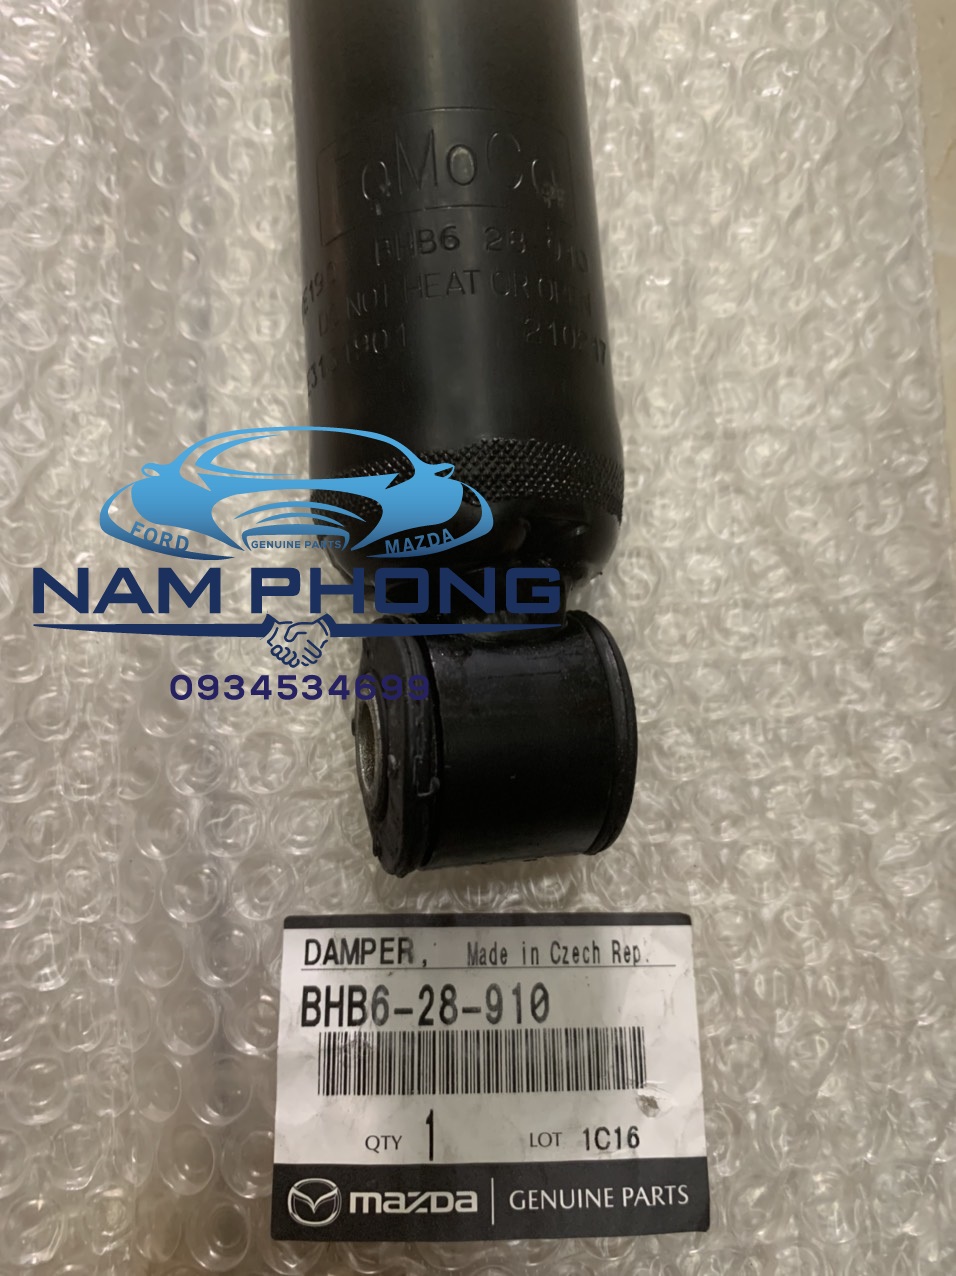 FoMoCo
BHB6 28 910
NOT HEAT OR OPEN
FORD
GENUINE PARTS
MAZDA
NAM PHONG
0934534699
DAMPER, Made in Czech Rep.
BHB6-28-910
QTY 1 LOT 1C16
mazda GENUINE PARTS